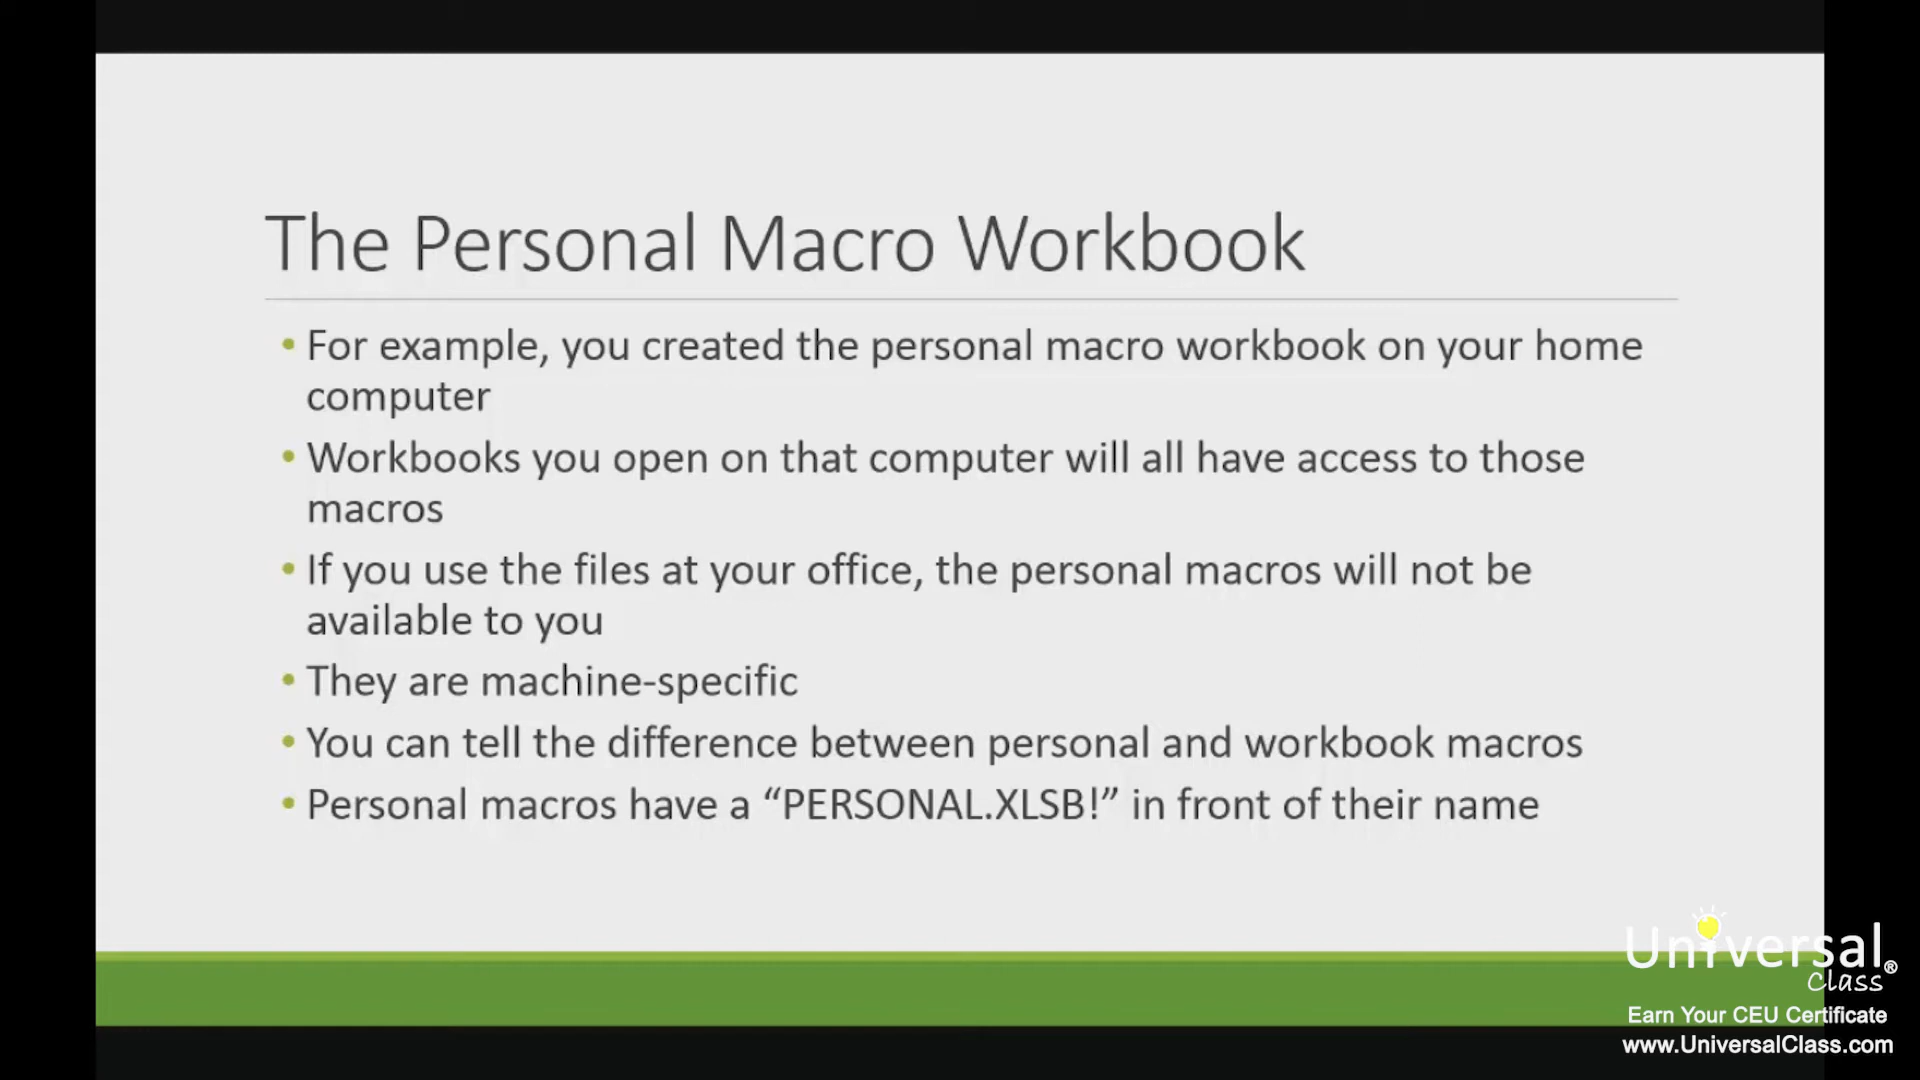 The Personal Macro Workbook
• For example, you created the personal macro workbook on your home
computer
• Workbooks you open on that computer will all have access to those
macros
• If you use the files at your office, the personal macros will not be
available to you
• They are machine-specific
• You can tell the difference between personal and workbook macros
• Personal macros have a “PERSONAL.XLSB!” in front of their name
Universal®
Class
Earn Your CEU Certificate
www.UniversalClass.com